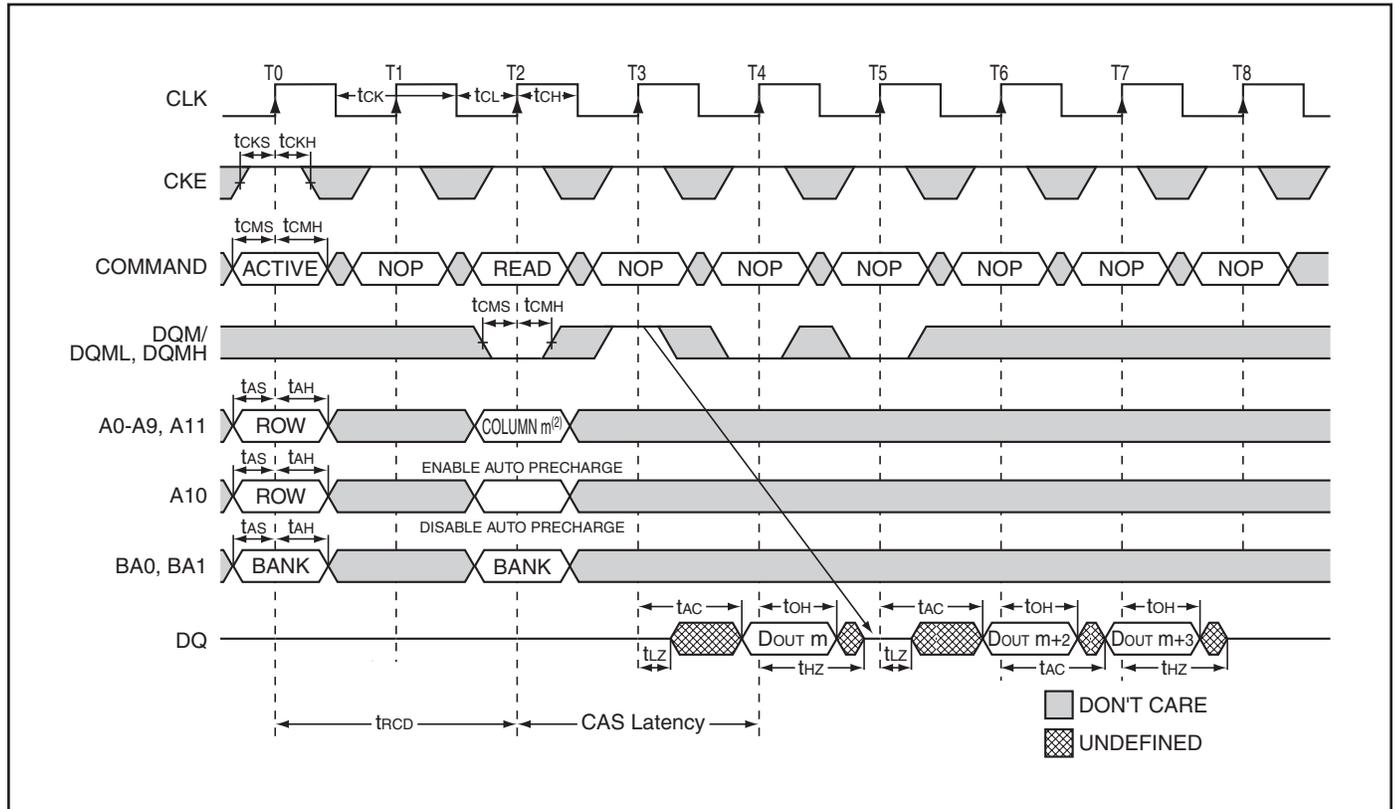 T0 T1 T2 T3 T4 T5 T6 T7 T8
CLK
tCK tCL tCH
tCKS tCKH
CKE
tCMS tCMH
COMMAND ACTIVE NOP READ NOP NOP NOP NOP NOP NOP
tCMS tCMH
DQM/
DQML, DQMH
tAS tAH
A0-A9, A11 ROW COLUMN m(2)
tAS tAH ENABLE AUTO PRECHARGE
A10 ROW
tAS tAH DISABLE AUTO PRECHARGE
BA0, BA1 BANK BANK
tAC tOH tAC tOH tOH
DQ DOUT m DOUT m+2 DOUT m+3
tLZ tHZ tLZ tAC tHZ
DON'T CARE
tRCD CAS Latency
UNDEFINED